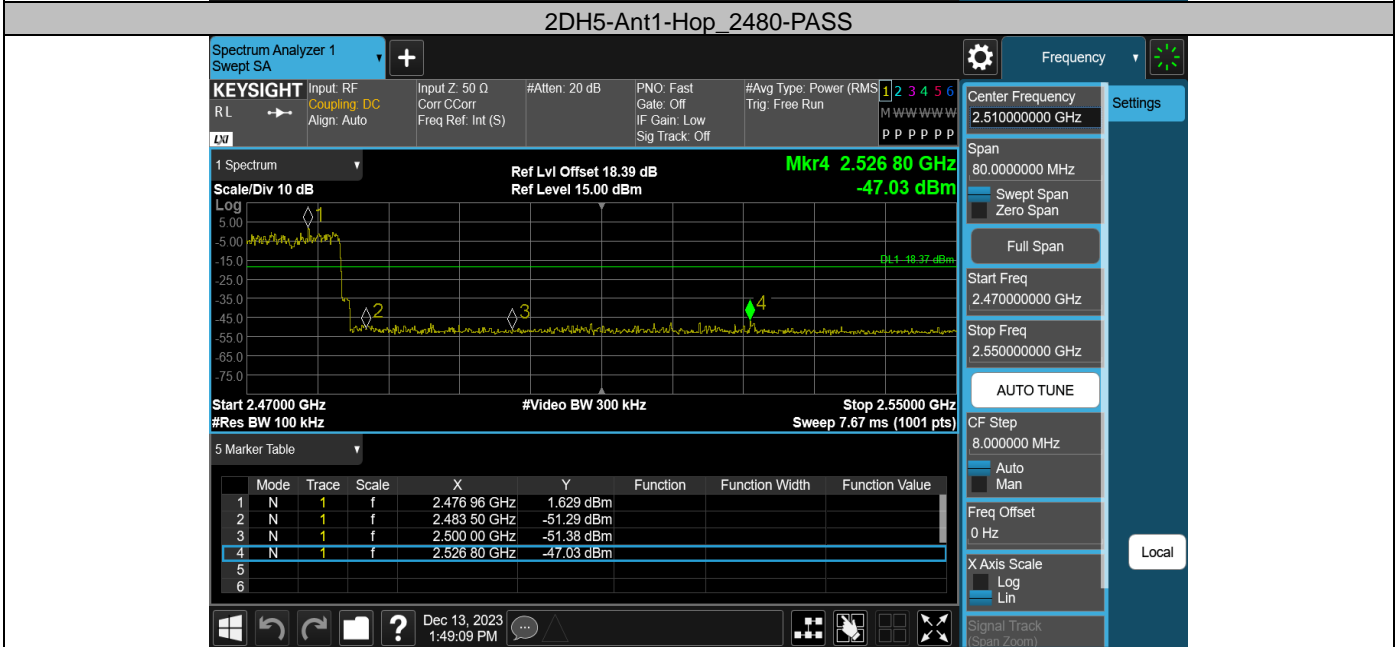 2DH5-Ant1-Hop_2480-PASS
Spectrum Analyzer 1
Swept SA
Frequency
KEYSIGHT
RL
LXI
Input: RF
Coupling: DC
Align: Auto
Input Z: 50 Ω
Corr CCorr
Freq Ref: Int (S)
#Atten: 20 dB
PNO: Fast
Gate: Off
IF Gain: Low
Sig Track: Off
#Avg Type: Power (RMS
Trig: Free Run
1 2 3 4 5 6
M W W W W W
P P P P P P
1 Spectrum
Scale/Div 10 dB
Ref Lvl Offset 18.39 dB
Ref Level 15.00 dBm
Mkr4 2.526 80 GHz
-47.03 dBm
Log
5.00
-5.00
-15.0
-25.0
-35.0
-45.0
-55.0
-65.0
-75.0
1
2
3
4
DL1 -18.37 dBm
Start 2.47000 GHz
#Res BW 100 kHz
#Video BW 300 kHz
Stop 2.55000 GHz
Sweep 7.67 ms (1001 pts)
5 Marker Table
Mode Trace Scale X Y Function Function Width Function Value
1 N 1 f 2.476 96 GHz 1.629 dBm
2 N 1 f 2.483 50 GHz -51.29 dBm
3 N 1 f 2.500 00 GHz -51.38 dBm
4 N 1 f 2.526 80 GHz -47.03 dBm
5
6
Dec 13, 2023
1:49:09 PM
Center Frequency
2.510000000 GHz
Settings
Span
80.0000000 MHz
Swept Span
Zero Span
Full Span
Start Freq
2.470000000 GHz
Stop Freq
2.550000000 GHz
AUTO TUNE
CF Step
8.000000 MHz
Auto
Man
Freq Offset
0 Hz
X Axis Scale
Log
Lin
Local
Signal Track
(Span Zoom)